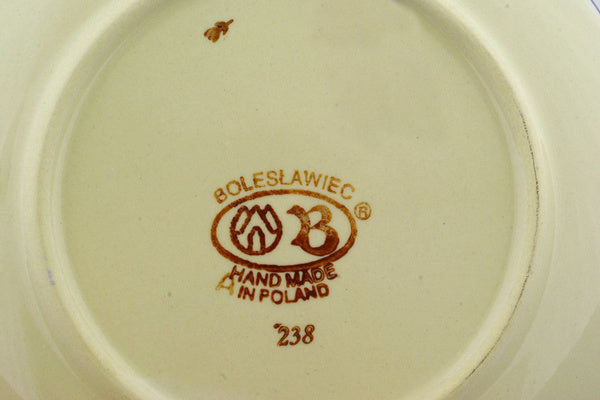 BOLESŁAWIEC
B ®
HAND MADE
A IN POLAND
238